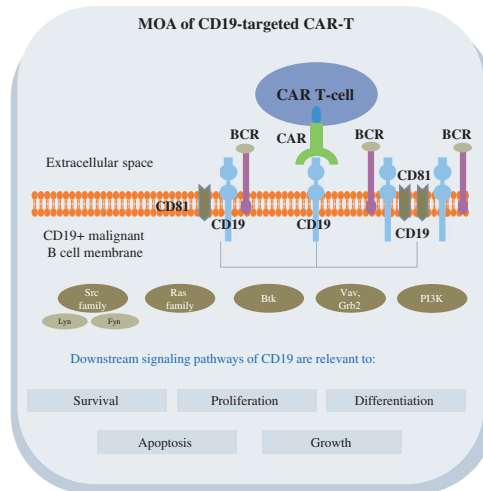 MOA of CD19-targeted CAR-T
CAR T-cell
BCR
CAR
BCR
BCR
Extracellular space
CD81
CD81
CD19
CD19
CD19
CD19+ malignant
B cell membrane
Src
family
Ras
family
Btk
Vav,
Grb2
PI3K
Lyn
Fyn
Downstream signaling pathways of CD19 are relevant to:
Survival
Proliferation
Differentiation
Apoptosis
Growth